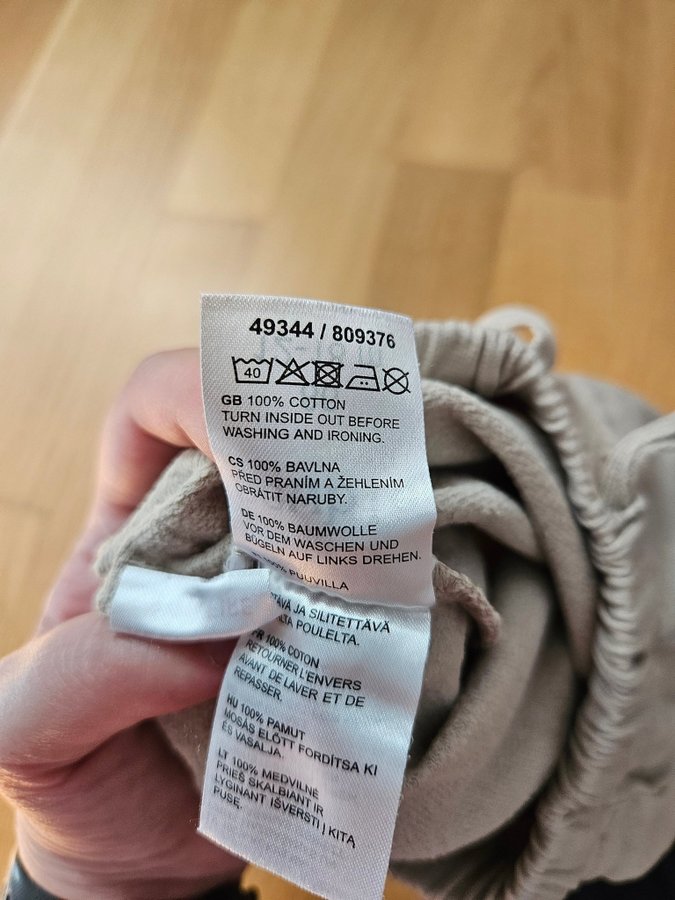 49344 / 809376
40
GB 100% COTTON
TURN INSIDE OUT BEFORE
WASHING AND IRONING.
CS 100% BAVLNA
PŘED PRANÍM A ŽEHLENÍM
OBRÁTIT NARUBY.
DE 100% BAUMWOLLE
VOR DEM WASCHEN UND
BÜGELN AUF LINKS DREHEN.
100% PUUVILLA
JA SILITETTÄVÄ
POULELTA.
FR 100% COTON
RETOURNER L'ENVERS
AVANT DE LAVER ET DE
REPASSER.
HU 100% PAMUT
MOSÁS ELŐTT FORDÍTSA KI
ÉS VASALJA.
LT 100% MEDVILNĖ
PRIEŠ SKALBIANT IR
LYGINANT IŠVERSTI Į KITĄ
PUSĘ.